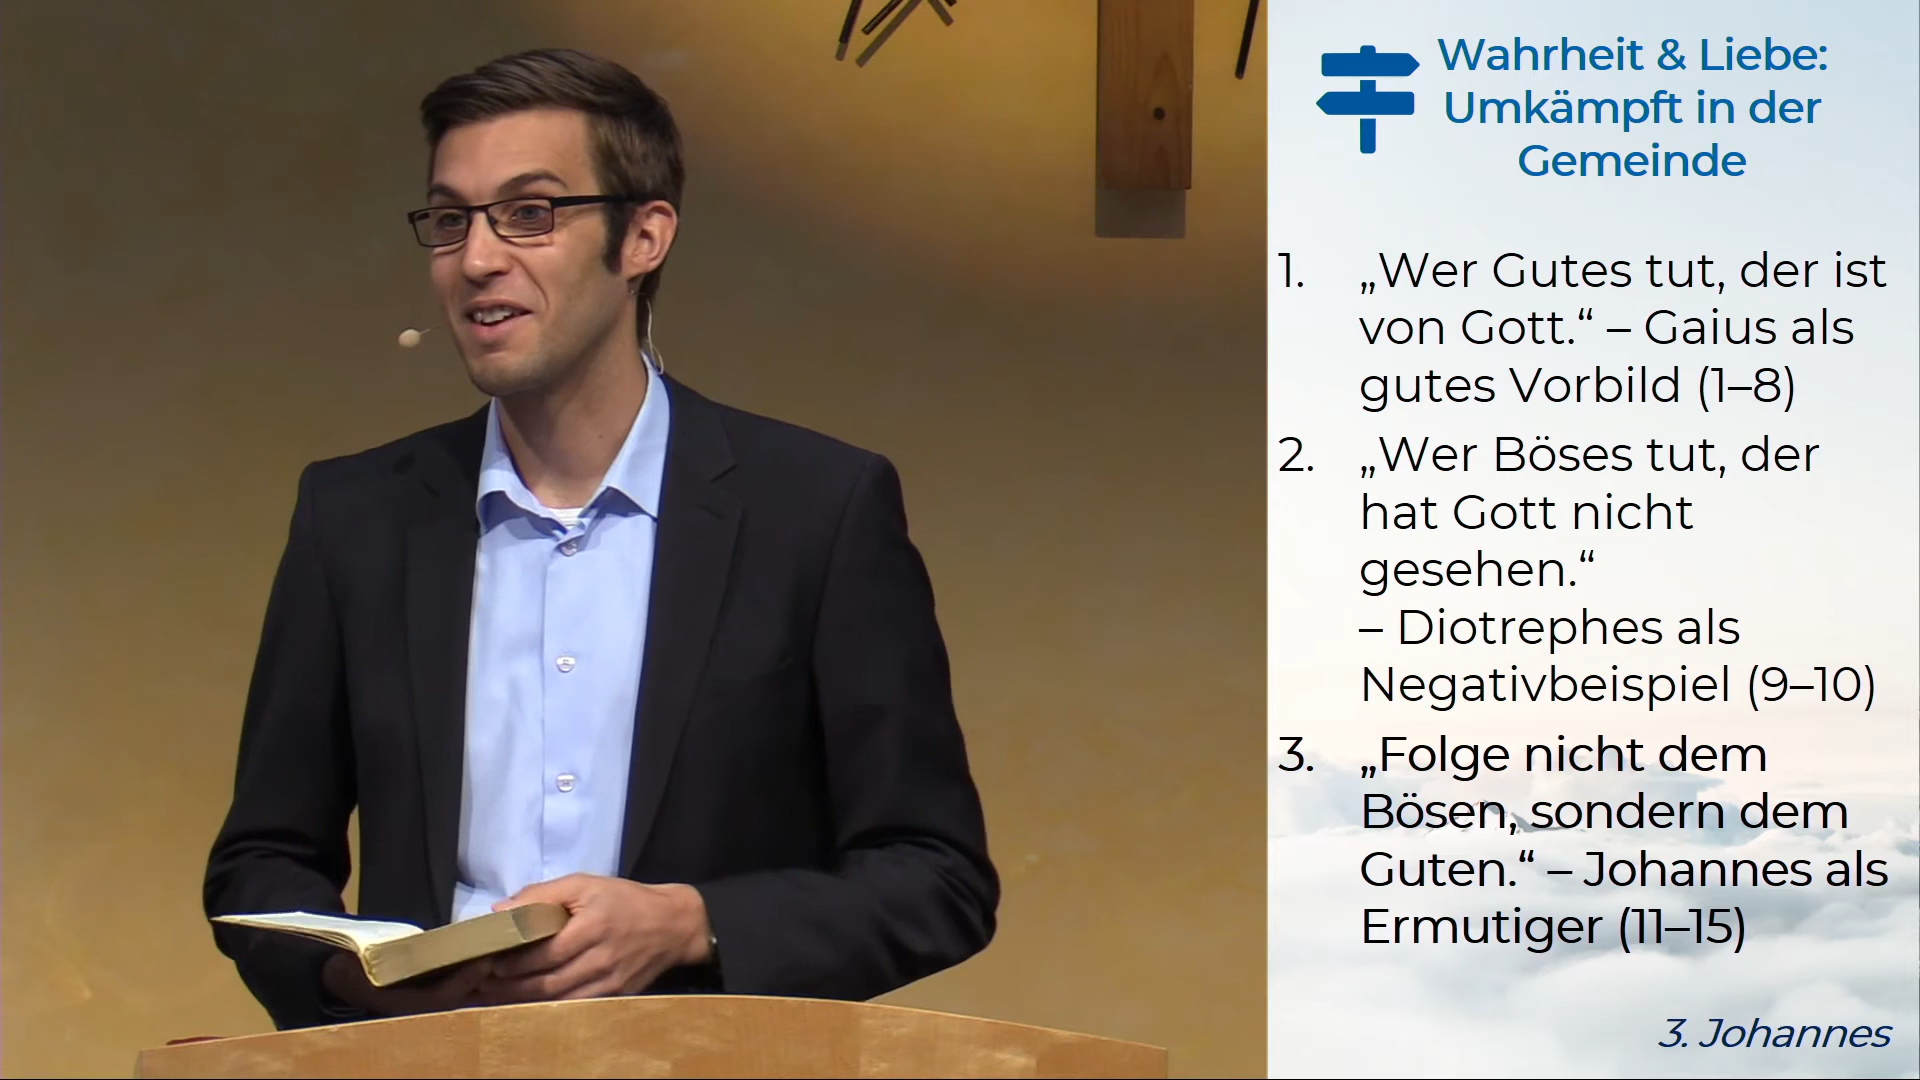 Wahrheit & Liebe:
Umkämpft in der
Gemeinde
1. „Wer Gutes tut, der ist
von Gott.“ – Gaius als
gutes Vorbild (1–8)
2. „Wer Böses tut, der
hat Gott nicht
gesehen.“
– Diotrephes als
Negativbeispiel (9–10)
3. „Folge nicht dem
Bösen, sondern dem
Guten.“ – Johannes als
Ermutiger (11–15)
3. Johannes